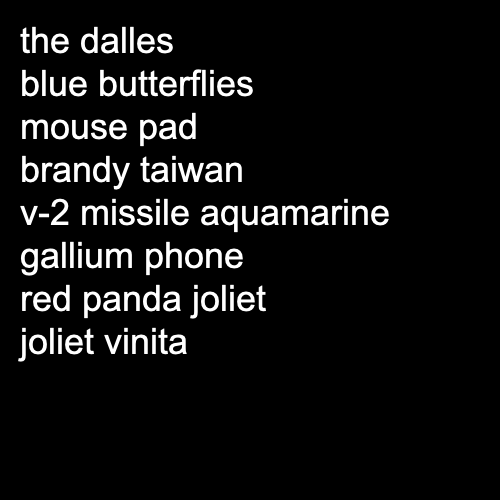 the dalles
blue butterflies
mouse pad
brandy taiwan
v-2 missile aquamarine
gallium phone
red panda joliet
joliet vinita